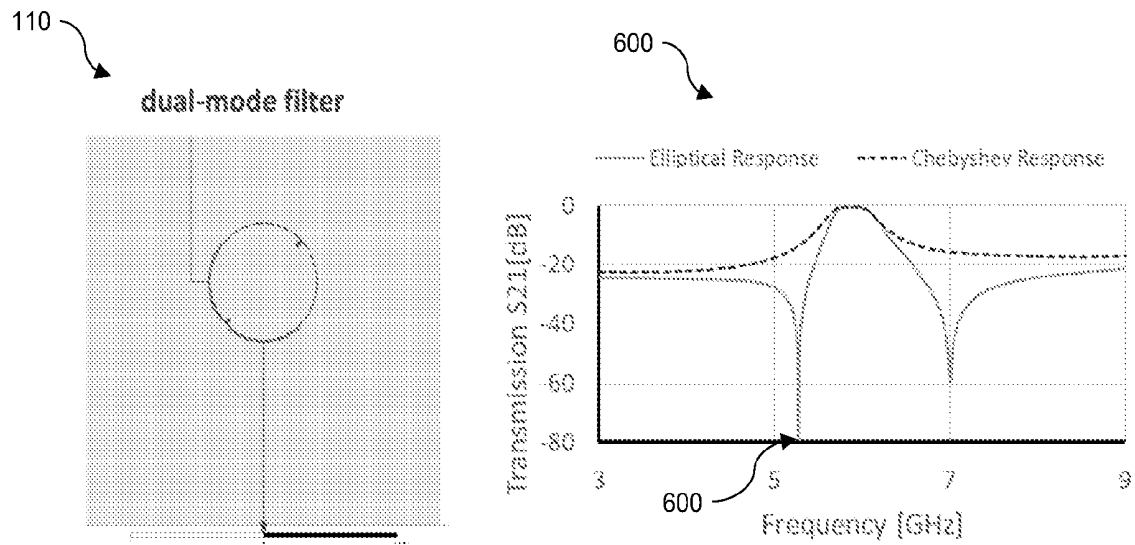 110
dual-mode filter
600
Elliptical Response
Chebyshev Response
Transmission S21[dB]
0
-20
-40
-60
-80
3
5
7
9
600
Frequency [GHz]